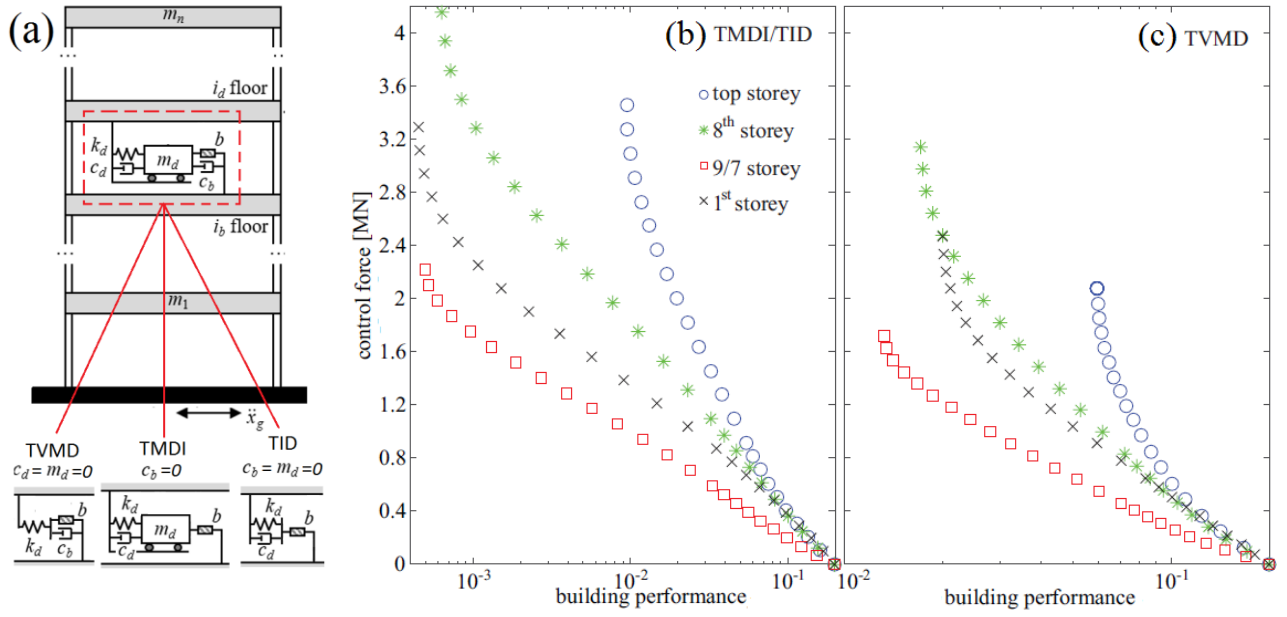 (a)
mₙ
...
...
i_d floor
k_d
c_d
m_d
b
c_b
i_b floor
...
...
m₁
ẍ_g
TVMD
c_d = m_d =0
TMDI
c_b=0
TID
c_b = m_d =0
b
k_d
c_b
k_d
m_d
b
c_d
k_d
b
c_d
(b) TMDI/TID
top storey
8th storey
9/7 storey
1st storey
control force [MN]
4
3.6
3.2
2.8
2.4
2
1.6
1.2
0.8
0.4
0
10⁻³
10⁻²
10⁻¹
building performance
(c) TVMD
10⁻²
10⁻¹
building performance